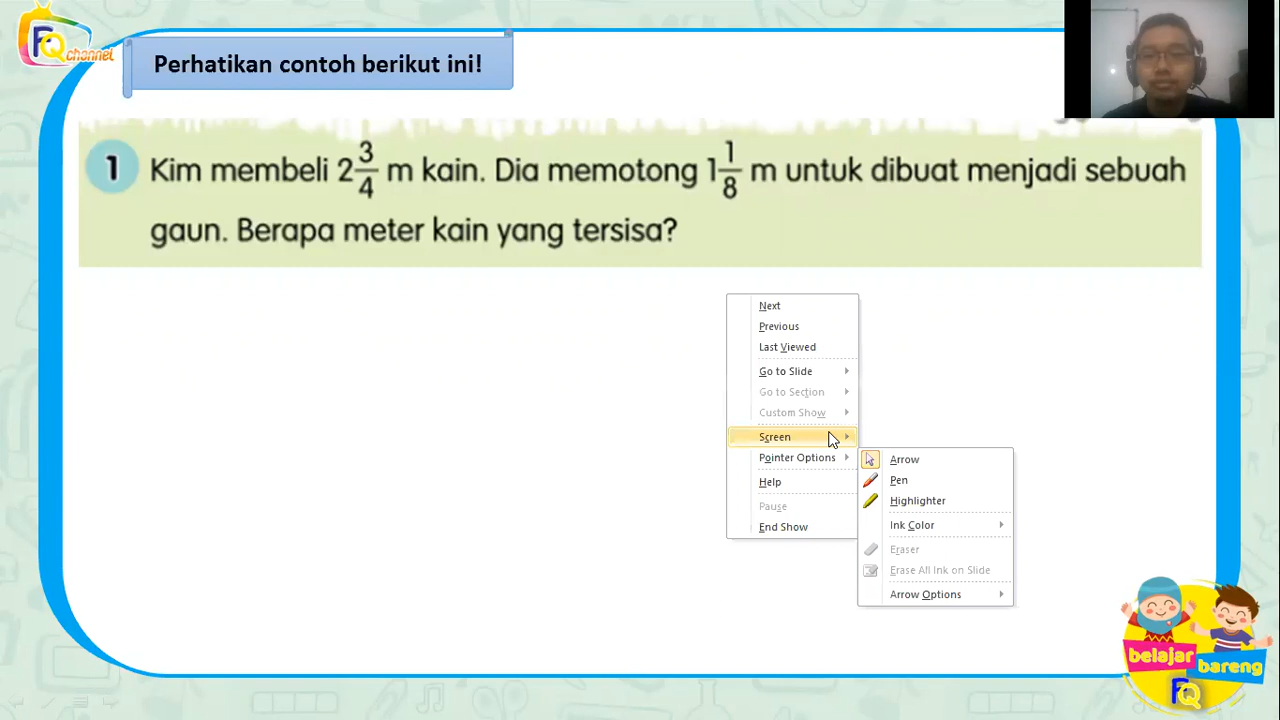 FQ channel
Perhatikan contoh berikut ini!
1 Kim membeli 2 3/4 m kain. Dia memotong 1 1/8 m untuk dibuat menjadi sebuah
gaun. Berapa meter kain yang tersisa?
Next
Previous
Last Viewed
Go to Slide
Go to Section
Custom Show
Screen
Pointer Options
Help
Pause
End Show
Arrow
Pen
Highlighter
Ink Color
Eraser
Erase All Ink on Slide
Arrow Options
belajar
bareng
FQ